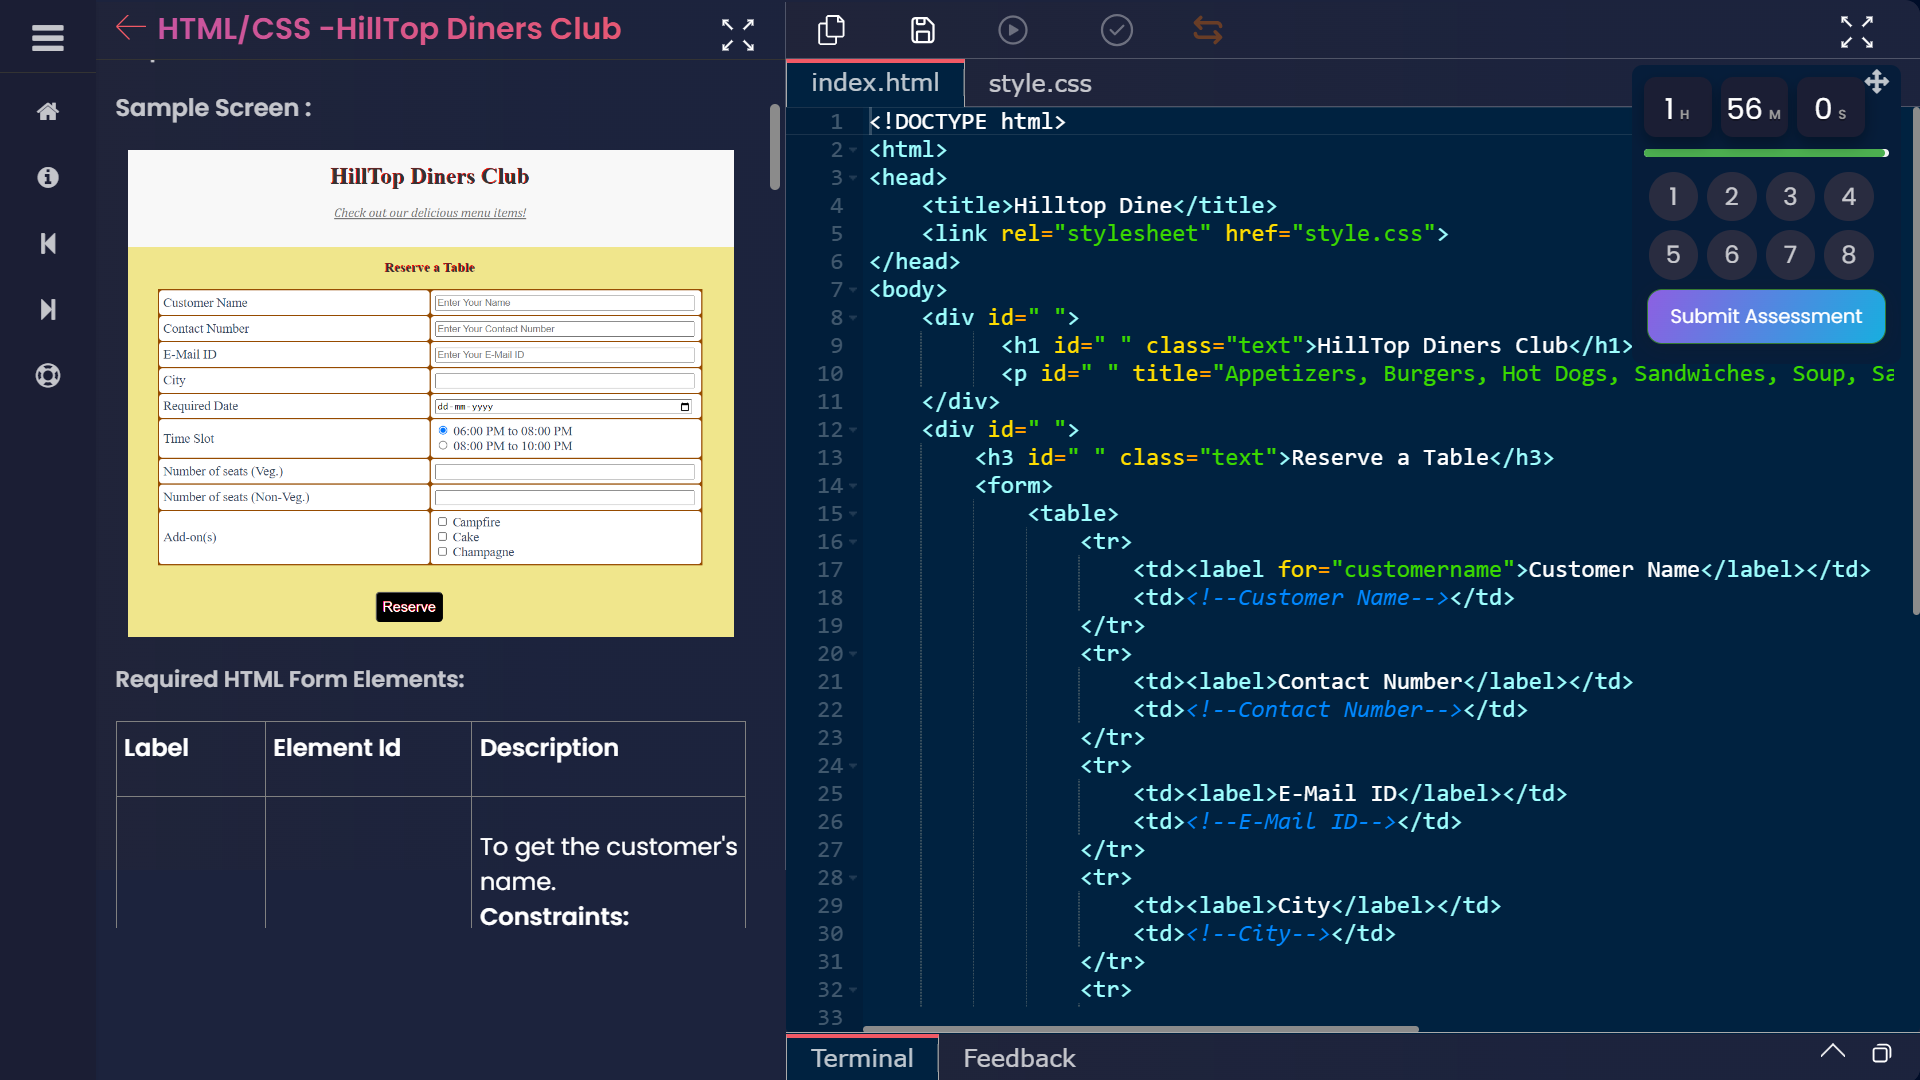 HTML/CSS -HillTop Diners Club
Sample Screen :
HillTop Diners Club
Check out our delicious menu items!
Reserve a Table
Customer Name
Enter Your Name
Contact Number
Enter Your Contact Number
E-Mail ID
Enter Your E-Mail ID
City
Required Date
dd-mm-yyyy
Time Slot
06:00 PM to 08:00 PM
08:00 PM to 10:00 PM
Number of seats (Veg.)
Number of seats (Non-Veg.)
Add-on(s)
Campfire
Cake
Champagne
Reserve
Required HTML Form Elements:
Label Element Id Description
To get the customer's
name.
Constraints:
index.html style.css
1 <!DOCTYPE html>
2 <html>
3 <head>
4 <title>Hilltop Dine</title>
5 <link rel="stylesheet" href="style.css">
6 </head>
7 <body>
8 <div id=" ">
9 <h1 id=" " class="text">HillTop Diners Club</h1>
10 <p id=" " title="Appetizers, Burgers, Hot Dogs, Sandwiches, Soup, Sa
11 </div>
12 <div id=" ">
13 <h3 id=" " class="text">Reserve a Table</h3>
14 <form>
15 <table>
16 <tr>
17 <td><label for="customername">Customer Name</label></td>
18 <td><!--Customer Name--></td>
19 </tr>
20 <tr>
21 <td><label>Contact Number</label></td>
22 <td><!--Contact Number--></td>
23 </tr>
24 <tr>
25 <td><label>E-Mail ID</label></td>
26 <td><!--E-Mail ID--></td>
27 </tr>
28 <tr>
29 <td><label>City</label></td>
30 <td><!--City--></td>
31 </tr>
32 <tr>
33
1 H 56 M 0 S
1 2 3 4
5 6 7 8
Submit Assessment
Terminal Feedback